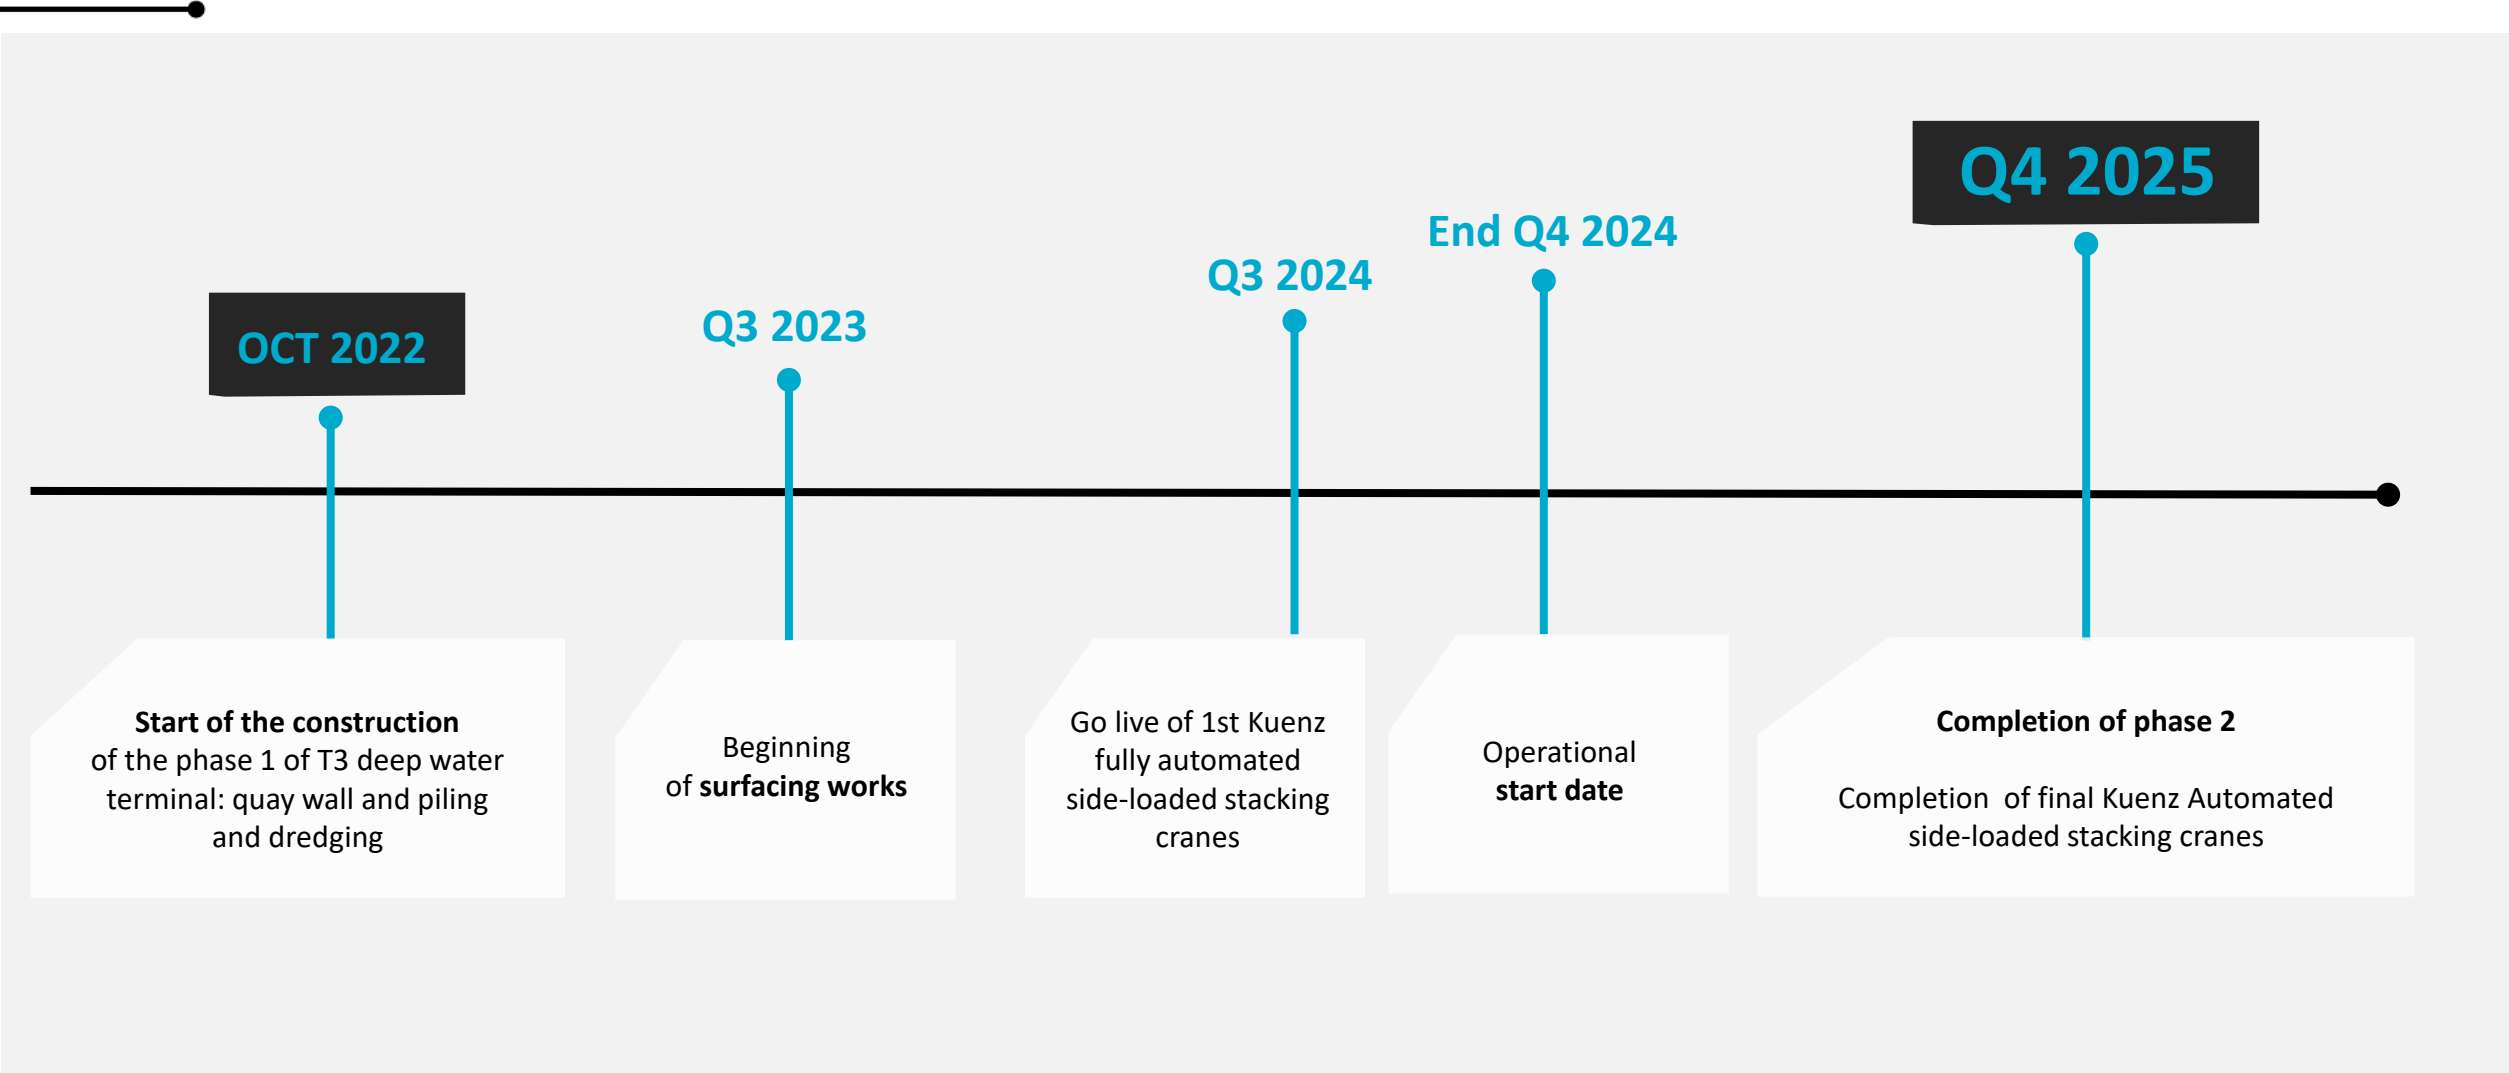 OCT 2022
Q3 2023
Q3 2024
End Q4 2024
Q4 2025
Start of the construction
of the phase 1 of T3 deep water
terminal: quay wall and piling
and dredging
Beginning
of surfacing works
Go live of 1st Kuenz
fully automated
side-loaded stacking
cranes
Operational
start date
Completion of phase 2
Completion  of final Kuenz Automated
side-loaded stacking cranes